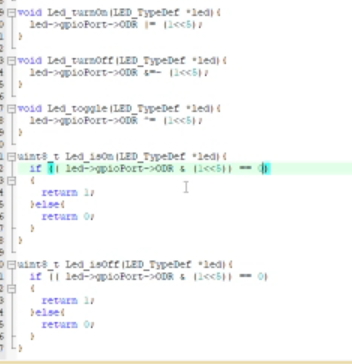 void Led_turnOn(LED_TypeDef *led){
led->gpioPort->ODR |= (1<<5);
}
void Led_turnOff(LED_TypeDef *led){
led->gpioPort->ODR &=~ (1<<5);
}
void Led_toggle(LED_TypeDef *led){
led->gpioPort->ODR ^= (1<<5);
}
uint8_t Led_isOn(LED_TypeDef *led){
if (( led->gpioPort->ODR & (1<<5)) == 0)
{
return 1;
}else{
return 0;
}
}
uint8_t Led_isOff(LED_TypeDef *led){
if (( led->gpioPort->ODR & (1<<5)) == 0)
{
return 1;
}else{
return 0;
}
}